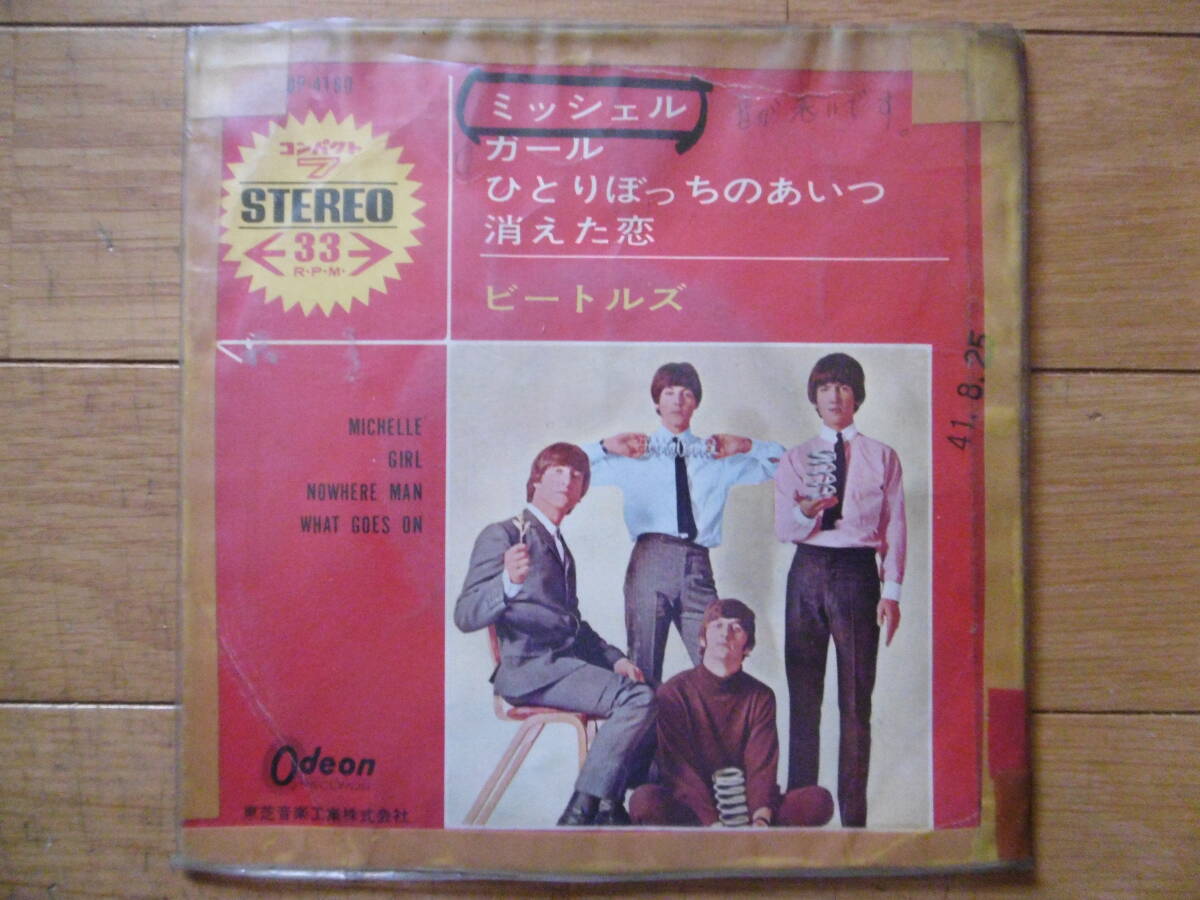 OP-4180
コンパクト
7
STEREO
33
R・P・M・
ミッシェル
ガール
ひとりぼっちのあいつ
消えた恋
ビートルズ
MICHELLE
GIRL
NOWHERE MAN
WHAT GOES ON
41. 8. 25
Odeon
東芝音楽工業株式会社